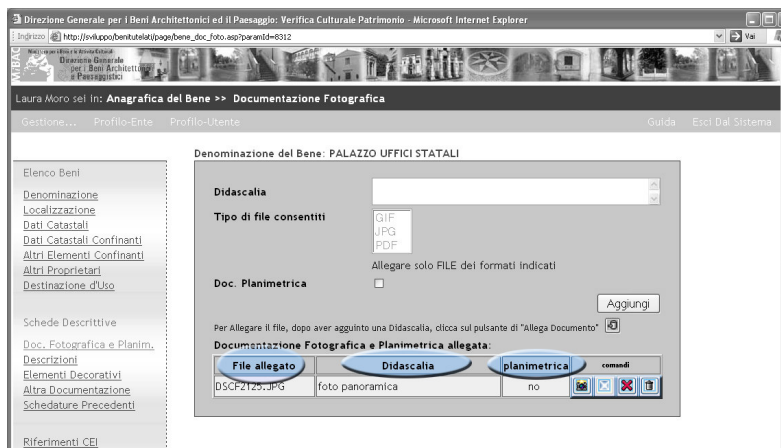 Direzione Generale per i Beni Architettonici ed il Paesaggio: Verifica Culturale Patrimonio - Microsoft Internet Explorer
Indirizzo http://sviluppo/benitutelati/page/bene_doc_foto.asp?paramId=8312 Vai
MiBAC
Direzione Generale
per i Beni Architettonici
e Paesaggistici
Laura Moro sei in: Anagrafica del Bene >> Documentazione Fotografica
Gestione... Profilo-Ente Profilo-Utente Guida Esci Dal Sistema
Denominazione del Bene: PALAZZO UFFICI STATALI
Elenco Beni
Denominazione
Localizzazione
Dati Catastali
Dati Catastali Confinanti
Altri Elementi Confinanti
Altri Proprietari
Destinazione d'Uso
Schede Descrittive
Doc. Fotografica e Planim.
Descrizioni
Elementi Decorativi
Altra Documentazione
Schedature Precedenti
Riferimenti CEI
Didascalia
Tipo di file consentiti
GIF
JPG
PDF
Allegare solo FILE dei formati indicati
Doc. Planimetrica
Aggiungi
Per Allegare il file, dopo aver agguinto una Didascalia, clicca sul pulsante di "Allega Documento"
Documentazione Fotografica e Planimetrica allegata:
File allegato Didascalia planimetrica comandi
DSCF2125.JPG foto panoramica no